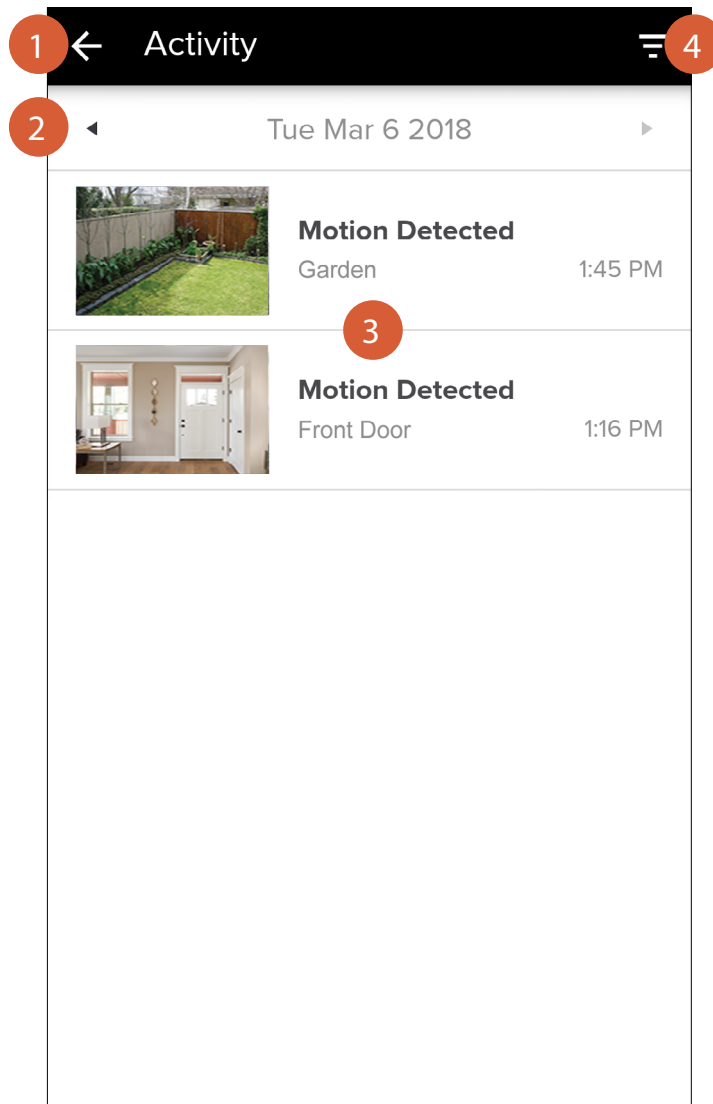 1 Activity 4
2 Tue Mar 6 2018
Motion Detected
Garden 1:45 PM
3
Motion Detected
Front Door 1:16 PM